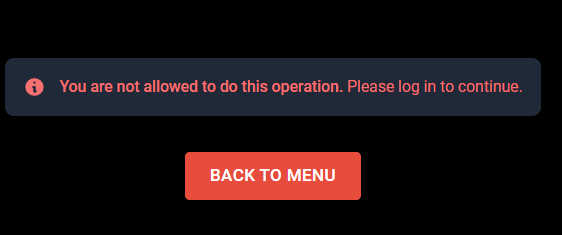 You are not allowed to do this operation. Please log in to continue.
BACK TO MENU